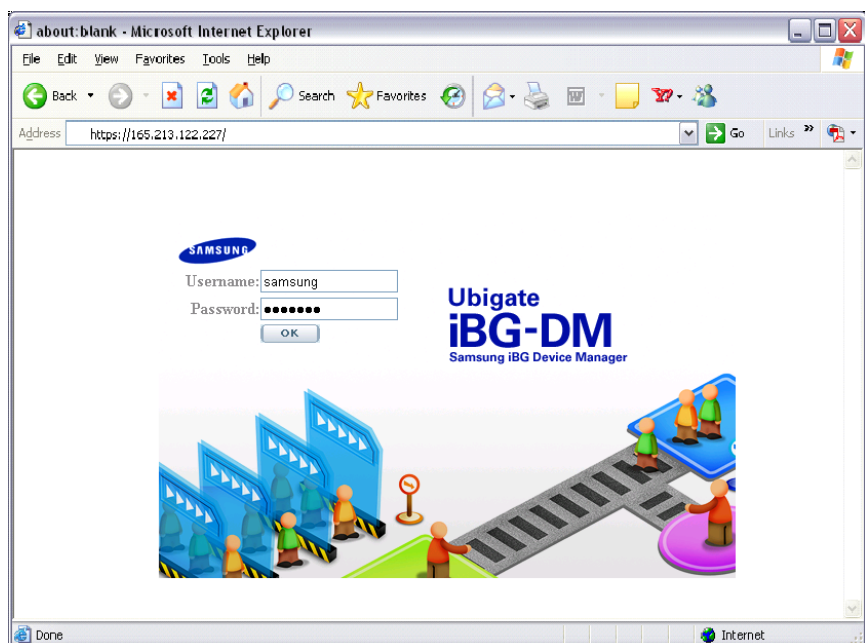 about:blank - Microsoft Internet Explorer
File Edit View Favorites Tools Help
Back Search Favorites
Address https://165.213.122.227/ Go Links »
SAMSUNG
Username: samsung
Password: ●●●●●●●
OK
Ubigate
iBG-DM
Samsung iBG Device Manager
Done Internet